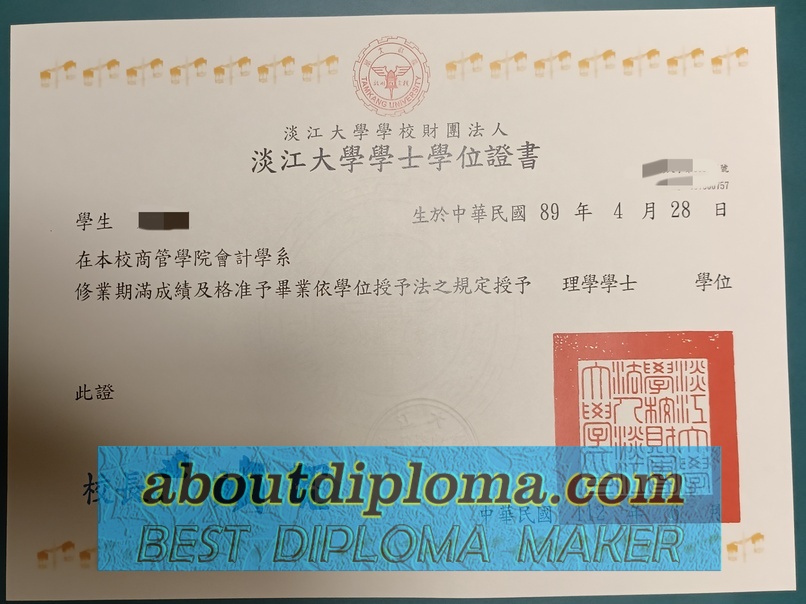 TAMKANG UNIVERSITY
淡江大學學校財團法人
淡江大學學士學位證書
號
學生
生於中華民國 89 年 4 月 28 日
在本校商管學院會計學系
修業期滿成績及格准予畢業依學位授予法之規定授予 理學學士 學位
此證
校長
aboutdiploma.com
中華民國
BEST DIPLOMA MAKER